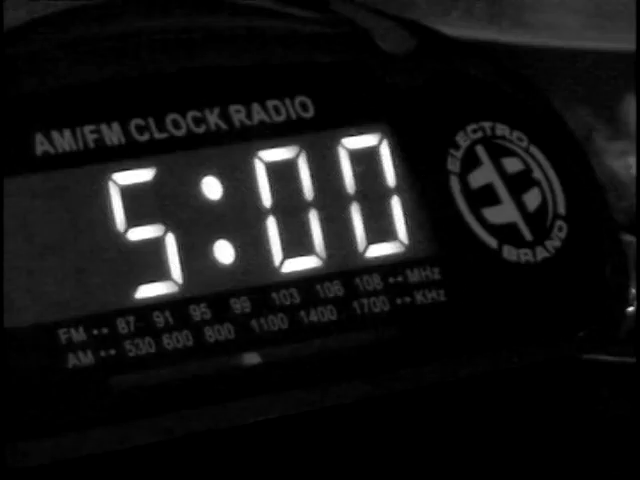 AM/FM CLOCK RADIO
5:00
ELECTRO
BRAND
FM •• 87 91 95 99 103 106 108 •• MHz
AM •• 530 600 800 1100 1400 1700 •• KHz